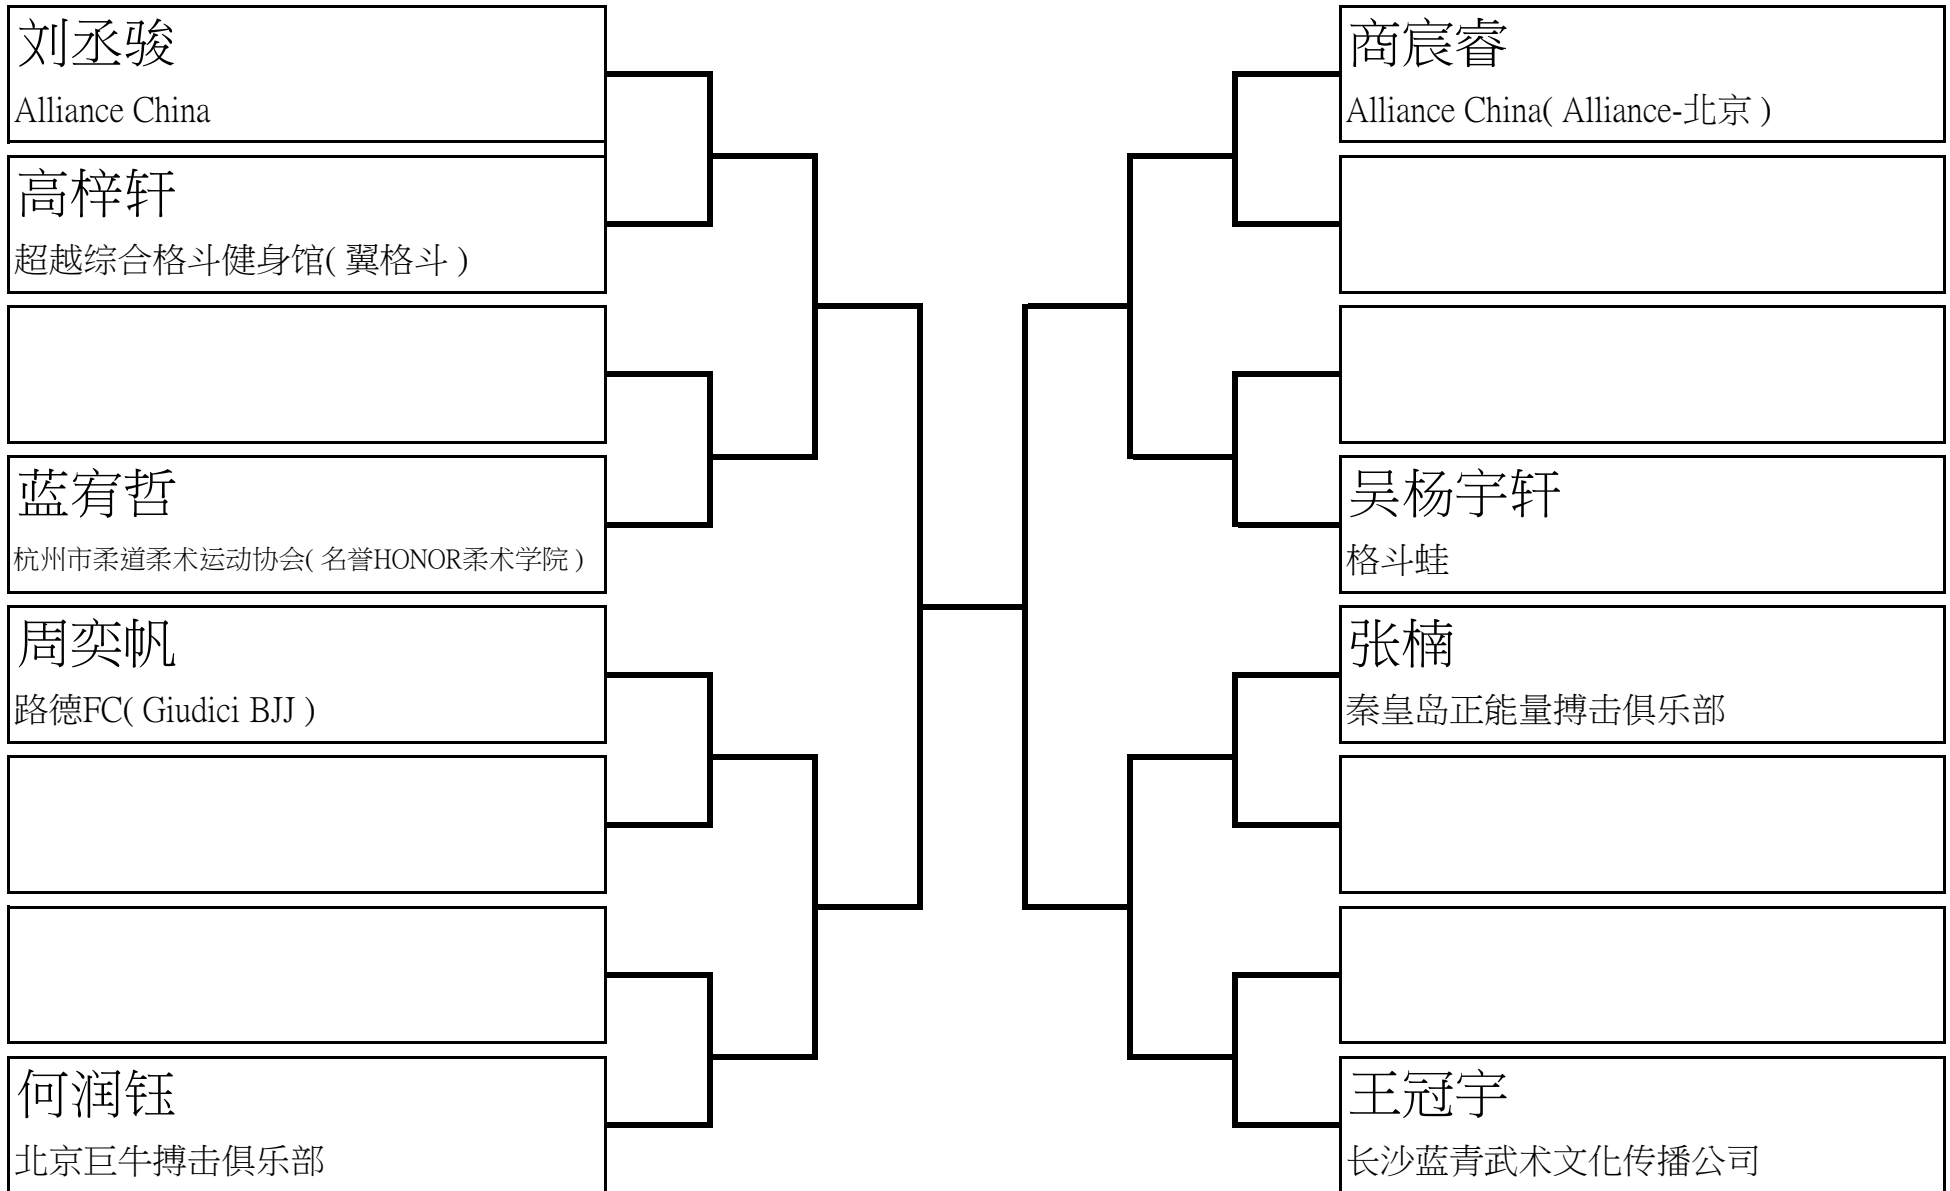 刘丞骏
Alliance China
高梓轩
超越综合格斗健身馆( 翼格斗 )
蓝宥哲
杭州市柔道柔术运动协会( 名誉HONOR柔术学院 )
周奕帆
路德FC( Giudici BJJ )
何润钰
北京巨牛搏击俱乐部
商宸睿
Alliance China( Alliance-北京 )
吴杨宇轩
格斗蛙
张楠
秦皇岛正能量搏击俱乐部
王冠宇
长沙蓝青武术文化传播公司